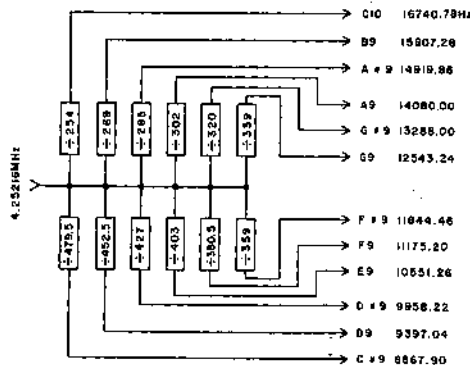 C10 16740.79Hz
B9 15807.28
A#9 14919.86
A9 14080.00
G#9 13288.00
G9 12543.24
÷254 ÷269 ÷285 ÷302 ÷320 ÷339
4.25216MHz
÷479.5 ÷452.5 ÷427 ÷403 ÷380.5 ÷359
F#9 11844.46
F9 11175.20
E9 10551.26
D#9 9958.22
D9 9397.04
C#9 8867.90